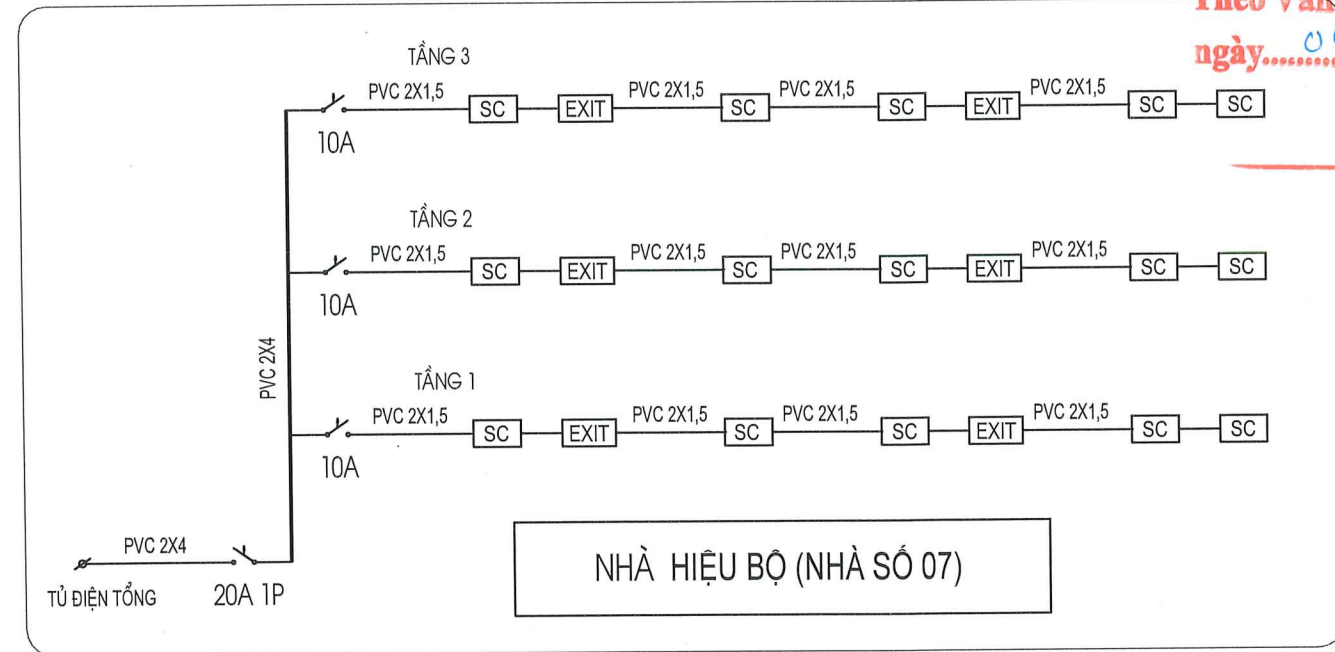 Theo Văn
ngày.........
TẦNG 3
PVC 2X1,5 SC EXIT PVC 2X1,5 SC PVC 2X1,5 SC EXIT PVC 2X1,5 SC SC
10A
TẦNG 2
PVC 2X1,5 SC EXIT PVC 2X1,5 SC PVC 2X1,5 SC EXIT PVC 2X1,5 SC SC
10A
PVC 2X4
TẦNG 1
PVC 2X1,5 SC EXIT PVC 2X1,5 SC PVC 2X1,5 SC EXIT PVC 2X1,5 SC SC
10A
PVC 2X4
TỦ ĐIỆN TỔNG 20A 1P
NHÀ HIỆU BỘ (NHÀ SỐ 07)